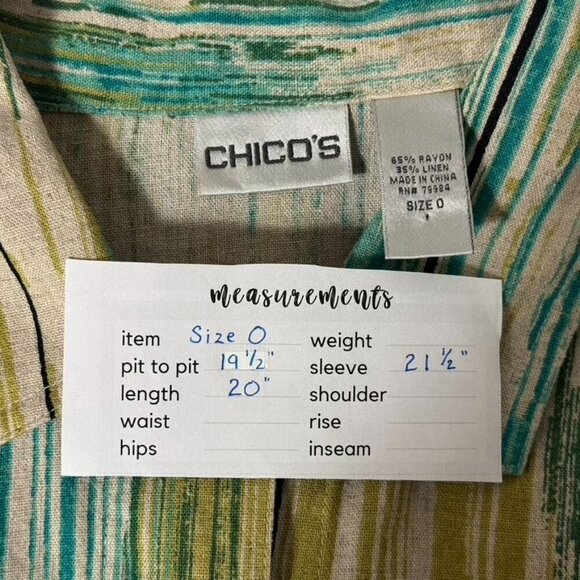 CHICO'S
65% RAYON
35% LINEN
MADE IN CHINA
RN# 79984
SIZE 0
measurements
item Size 0 weight
pit to pit 19 1/2" sleeve 21 1/2"
length 20" shoulder
waist rise
hips inseam